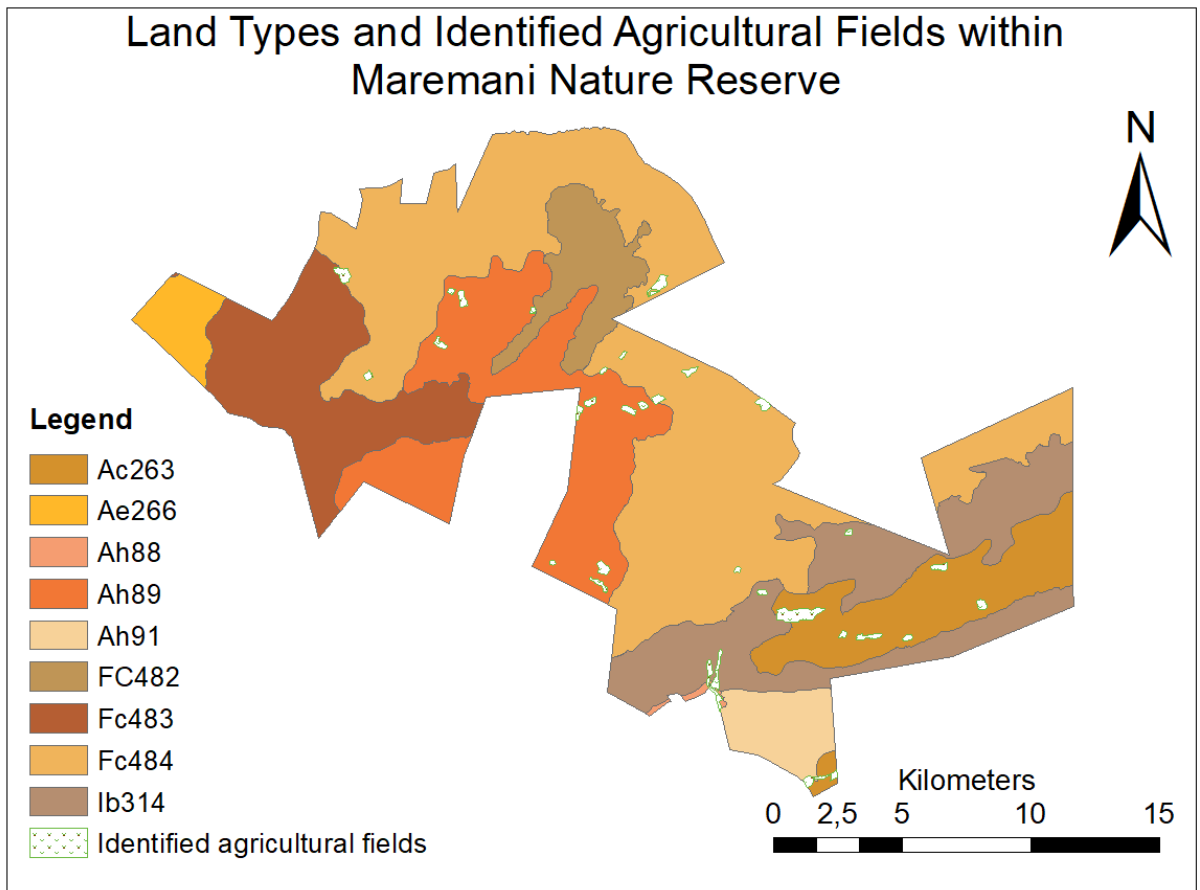 Land Types and Identified Agricultural Fields within
Maremani Nature Reserve
N
Legend
Ac263
Ae266
Ah88
Ah89
Ah91
FC482
Fc483
Fc484
Ib314
Identified agricultural fields
Kilometers
0 2,5 5 10 15